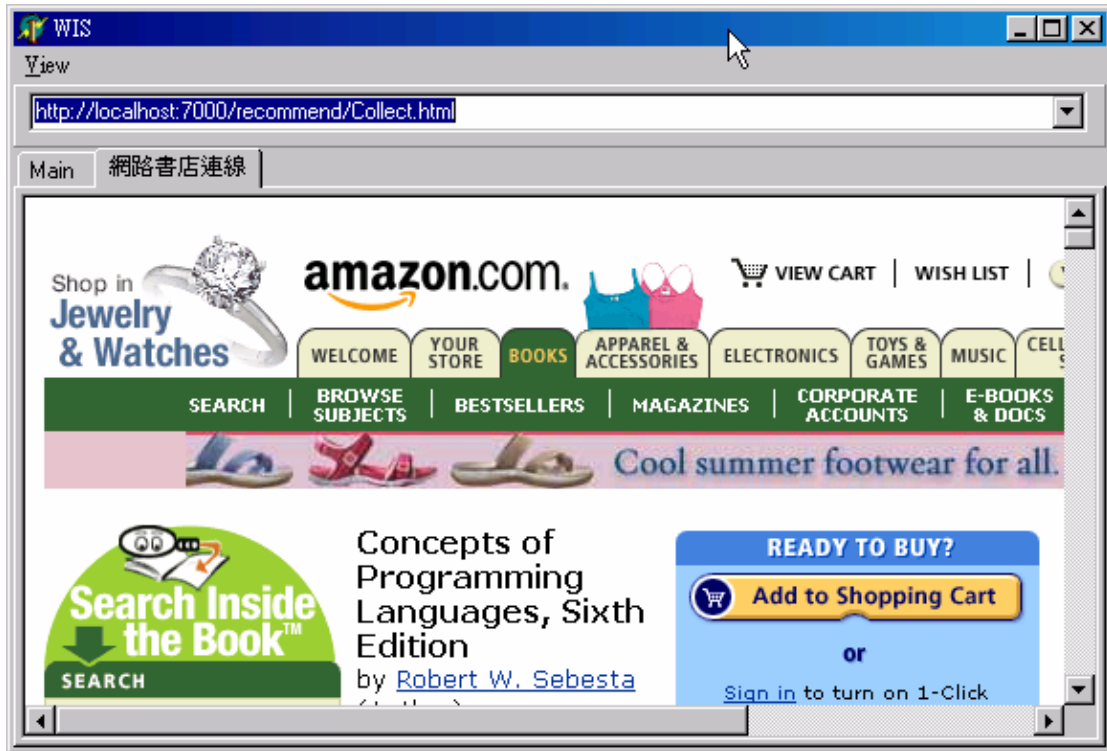 WIS
View
http://localhost:7000/recommend/Collect.html
Main 網路書店連線
Shop in
Jewelry
& Watches
amazon.com.
VIEW CART | WISH LIST |
WELCOME
YOUR
STORE
BOOKS
APPAREL &
ACCESSORIES
ELECTRONICS
TOYS &
GAMES
MUSIC
CELL
SEARCH | BROWSE SUBJECTS | BESTSELLERS | MAGAZINES | CORPORATE ACCOUNTS | E-BOOKS & DOCS
Cool summer footwear for all.
Search Inside
the Book™
SEARCH
Concepts of
Programming
Languages, Sixth
Edition
by Robert W. Sebesta
READY TO BUY?
Add to Shopping Cart
or
Sign in to turn on 1-Click